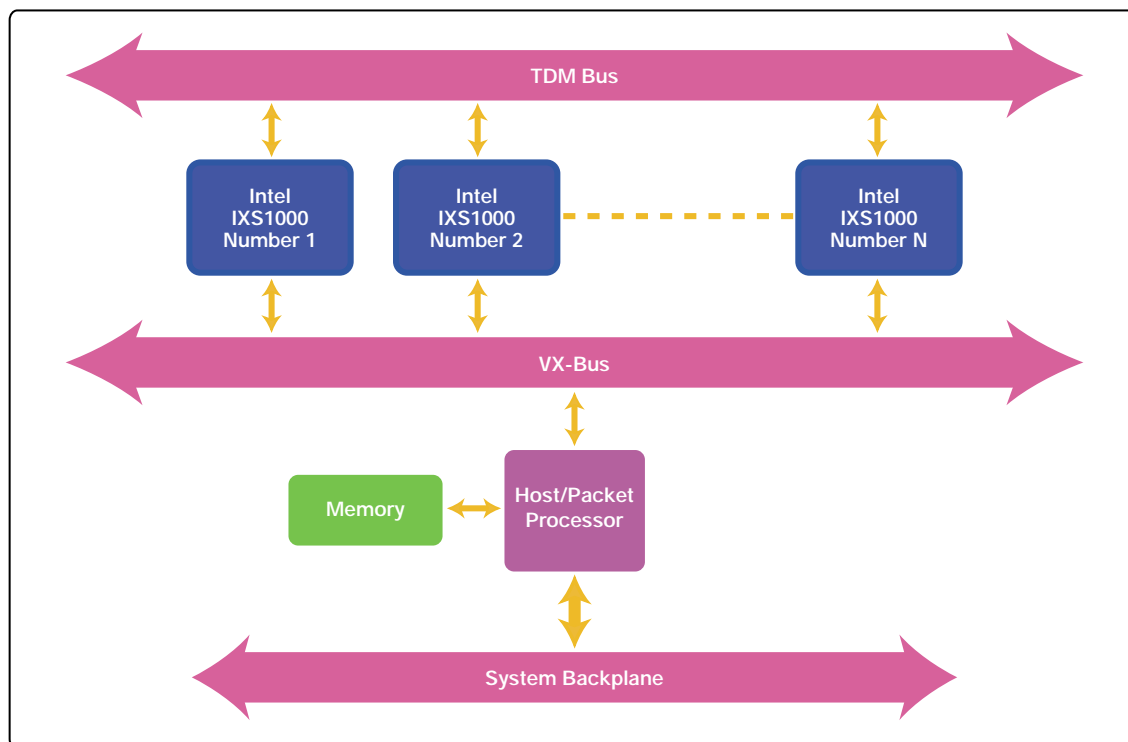 TDM Bus
Intel
IXS1000
Number 1
Intel
IXS1000
Number 2
Intel
IXS1000
Number N
VX-Bus
Memory
Host/Packet
Processor
System Backplane